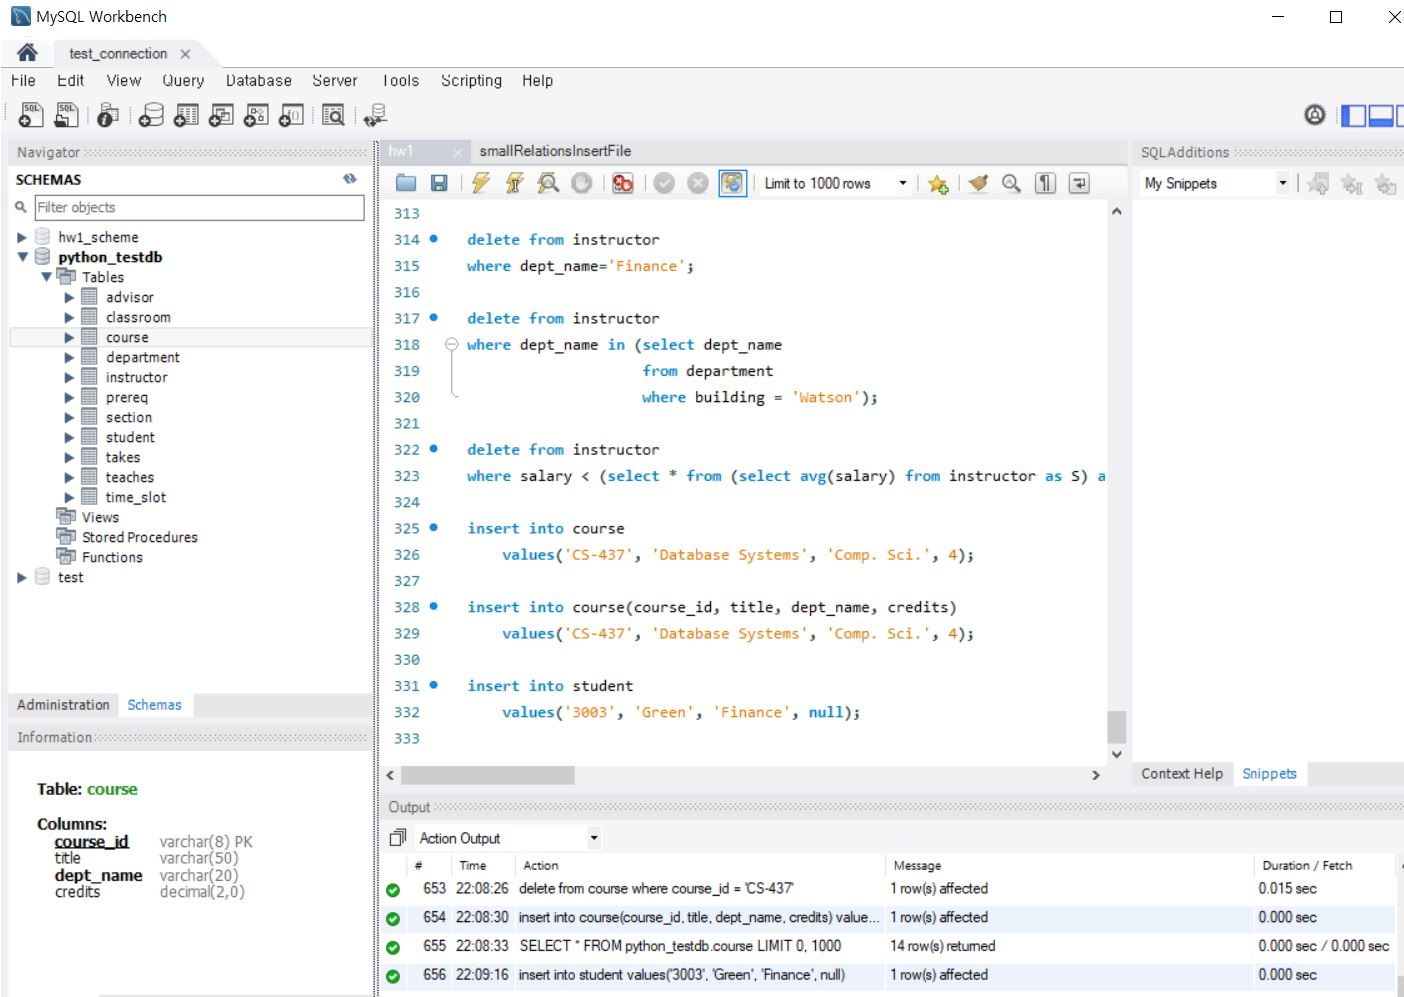 MySQL Workbench
test_connection
File Edit View Query Database Server Tools Scripting Help
Navigator
SCHEMAS
Filter objects
hw1_scheme
python_testdb
Tables
advisor
classroom
course
department
instructor
prereq
section
student
takes
teaches
time_slot
Views
Stored Procedures
Functions
test
Administration Schemas
Information
Table: course
Columns:
course_id varchar(8) PK
title varchar(50)
dept_name varchar(20)
credits decimal(2,0)
hw1 smallRelationsInsertFile
Limit to 1000 rows
313
314 delete from instructor
315 where dept_name='Finance';
316
317 delete from instructor
318 where dept_name in (select dept_name
319 from department
320 where building = 'Watson');
321
322 delete from instructor
323 where salary < (select * from (select avg(salary) from instructor as S) a
324
325 insert into course
326 values('CS-437', 'Database Systems', 'Comp. Sci.', 4);
327
328 insert into course(course_id, title, dept_name, credits)
329 values('CS-437', 'Database Systems', 'Comp. Sci.', 4);
330
331 insert into student
332 values('3003', 'Green', 'Finance', null);
333
SQLAdditions
My Snippets
Context Help Snippets
Output
Action Output
# Time Action Message Duration / Fetch
653 22:08:26 delete from course where course_id = 'CS-437' 1 row(s) affected 0.015 sec
654 22:08:30 insert into course(course_id, title, dept_name, credits) value... 1 row(s) affected 0.000 sec
655 22:08:33 SELECT * FROM python_testdb.course LIMIT 0, 1000 14 row(s) returned 0.000 sec / 0.000 sec
656 22:09:16 insert into student values('3003', 'Green', 'Finance', null) 1 row(s) affected 0.000 sec